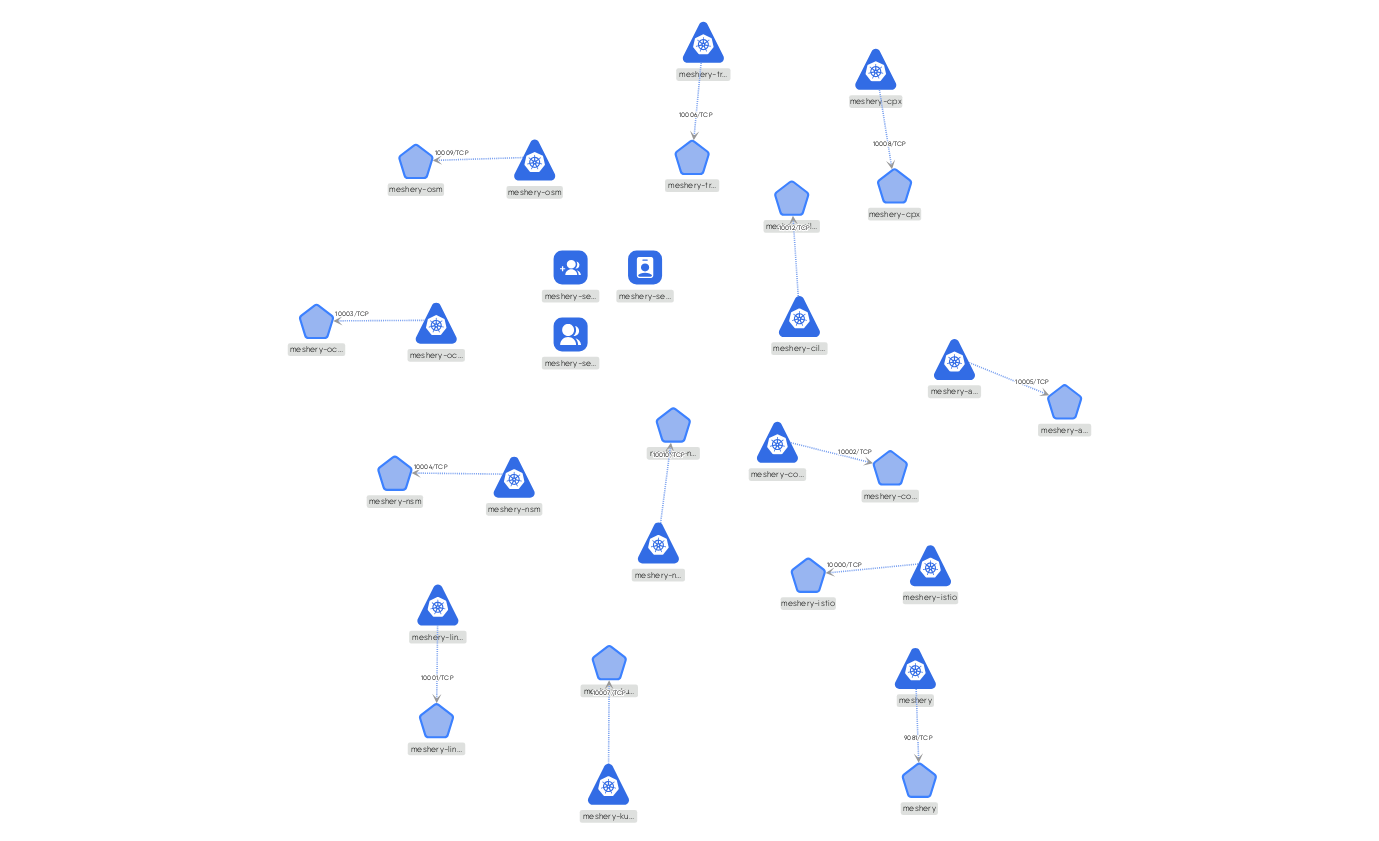 meshery-tr...
meshery-cpx
10006/TCP
10008/TCP
10009/TCP
meshery-osm
meshery-osm
meshery-tr...
meshery-cpx
10012/TCP
meshery-se...
meshery-se...
10003/TCP
meshery-oc...
meshery-oc...
meshery-cil...
meshery-se...
10005/TCP
meshery-a...
meshery-a...
10002/TCP
10010/TCP
10004/TCP
meshery-co...
meshery-co...
meshery-nsm
meshery-nsm
10000/TCP
meshery-n...
meshery-istio
meshery-istio
meshery-lin...
10001/TCP
10007/TCP
meshery
9081/TCP
meshery-lin...
meshery
meshery-ku...